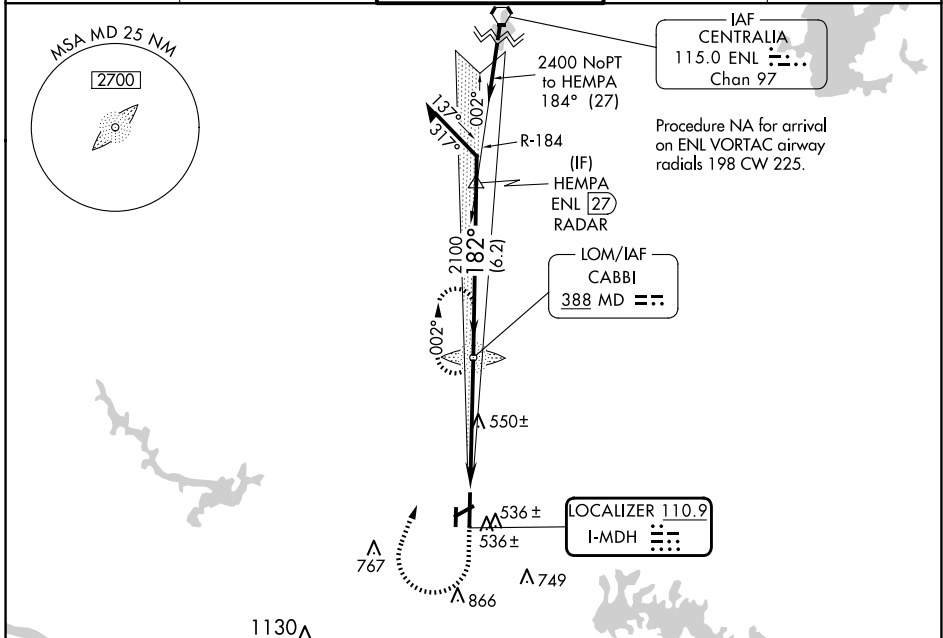 MSA MD 25 NM
2700
IAF
CENTRALIA
115.0 ENL
Chan 97
2400 NoPT
to HEMPA
184° (27)
Procedure NA for arrival
on ENL VORTAC airway
radials 198 CW 225.
002°
137°
317°
R-184
(IF)
HEMPA
ENL 27
RADAR
2100
182°
(6.2)
LOM/IAF
CABBI
388 MD
002°
550±
536±
536±
LOCALIZER 110.9
I-MDH
767
749
866
1130